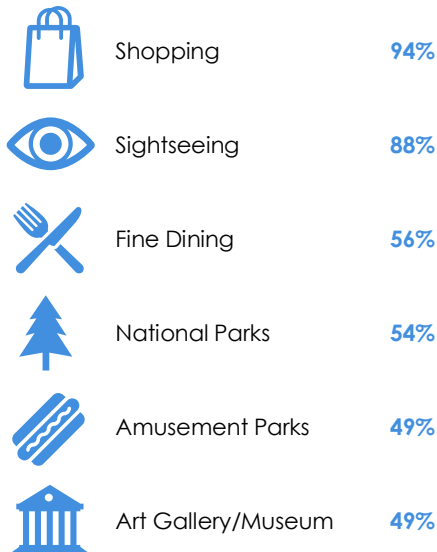 Shopping 94%
Sightseeing 88%
Fine Dining 56%
National Parks 54%
Amusement Parks 49%
Art Gallery/Museum 49%